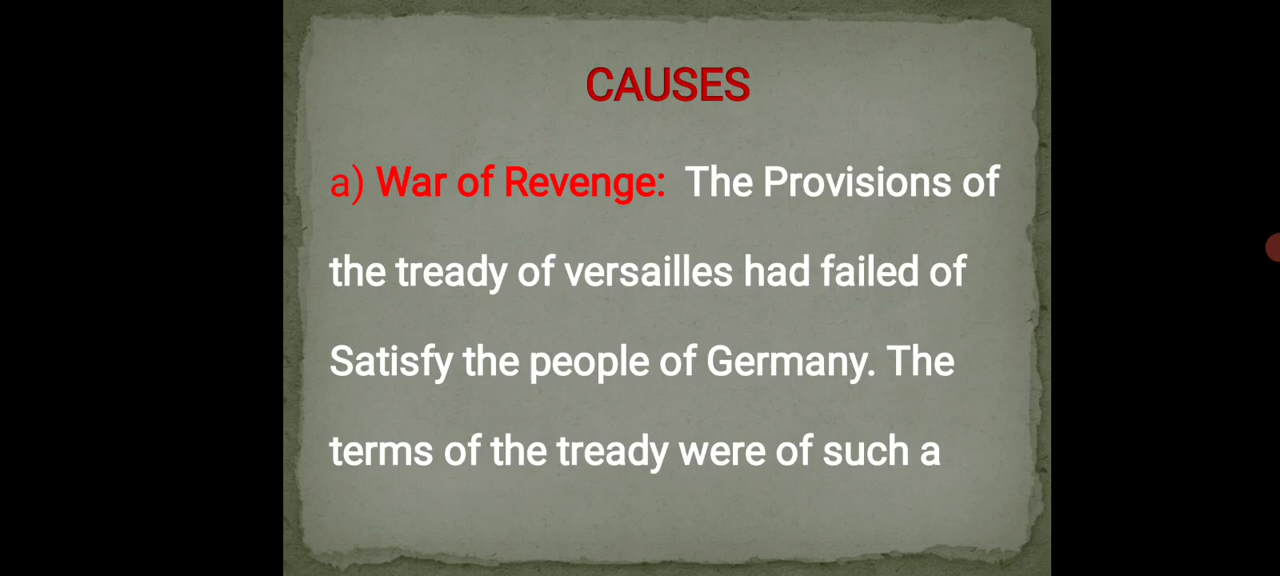 CAUSES
a) War of Revenge: The Provisions of
the tready of versailles had failed of
Satisfy the people of Germany. The
terms of the tready were of such a